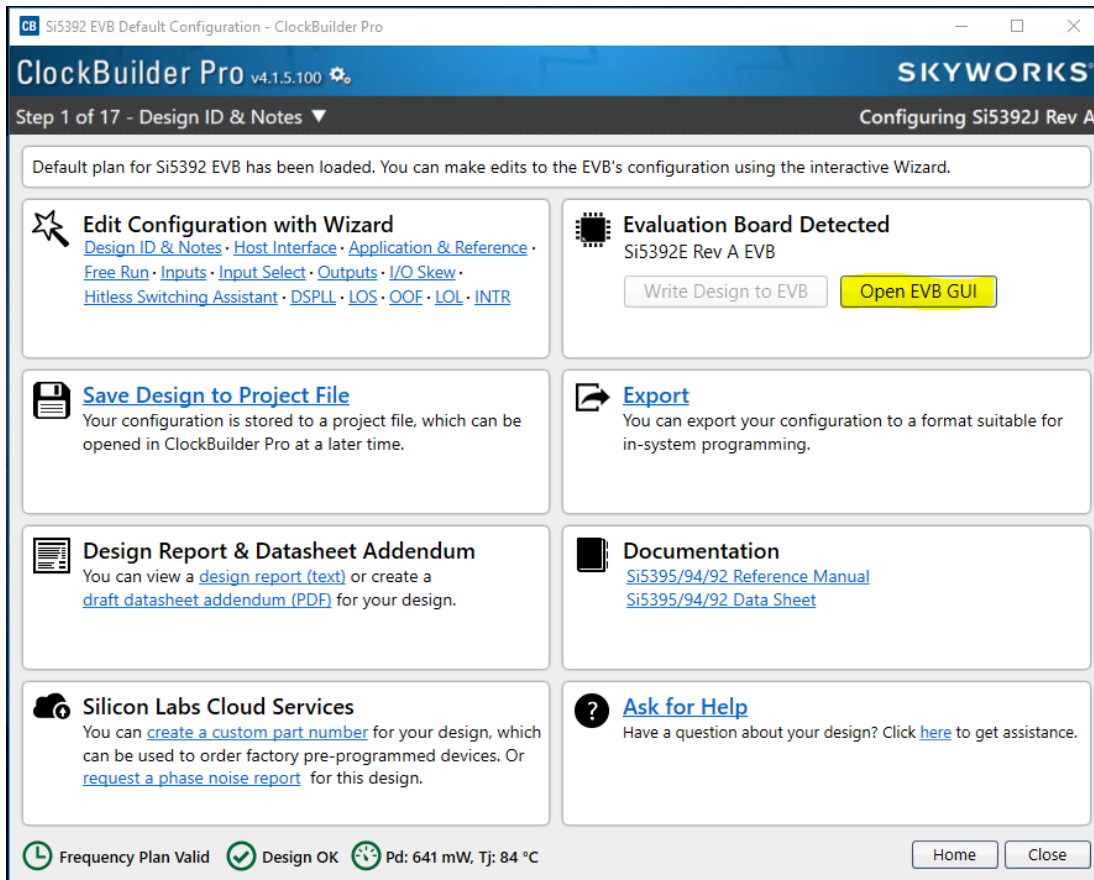 CB Si5392 EVB Default Configuration - ClockBuilder Pro
ClockBuilder Pro v4.1.5.100
SKYWORKS®
Step 1 of 17 - Design ID & Notes ▼
Configuring Si5392J Rev A
Default plan for Si5392 EVB has been loaded. You can make edits to the EVB's configuration using the interactive Wizard.
Edit Configuration with Wizard
Design ID & Notes · Host Interface · Application & Reference ·
Free Run · Inputs · Input Select · Outputs · I/O Skew ·
Hitless Switching Assistant · DSPLL · LOS · OOF · LOL · INTR
Evaluation Board Detected
Si5392E Rev A EVB
Write Design to EVB
Open EVB GUI
Save Design to Project File
Your configuration is stored to a project file, which can be
opened in ClockBuilder Pro at a later time.
Export
You can export your configuration to a format suitable for
in-system programming.
Design Report & Datasheet Addendum
You can view a design report (text) or create a
draft datasheet addendum (PDF) for your design.
Documentation
Si5395/94/92 Reference Manual
Si5395/94/92 Data Sheet
Silicon Labs Cloud Services
You can create a custom part number for your design, which
can be used to order factory pre-programmed devices. Or
request a phase noise report for this design.
? Ask for Help
Have a question about your design? Click here to get assistance.
Frequency Plan Valid
Design OK
Pd: 641 mW, Tj: 84 °C
Home
Close